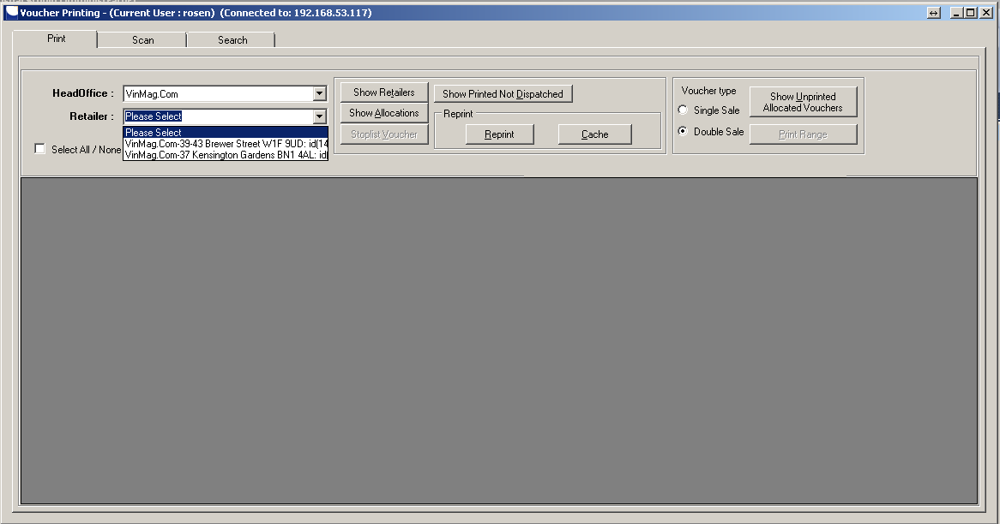 Voucher Printing - (Current User : rosen)  (Connected to: 192.168.53.117)
Print
Scan
Search
HeadOffice :
VinMag.Com
Retailer :
Please Select
Please Select
VinMag.Com-39-43 Brewer Street W1F 9UD: id(14
VinMag.Com-37 Kensington Gardens BN1 4AL: id(
Select All / None
Show Retailers
Show Allocations
Stoplist Voucher
Show Printed Not Dispatched
Reprint
Reprint
Cache
Voucher type
Single Sale
Double Sale
Show Unprinted
Allocated Vouchers
Print Range